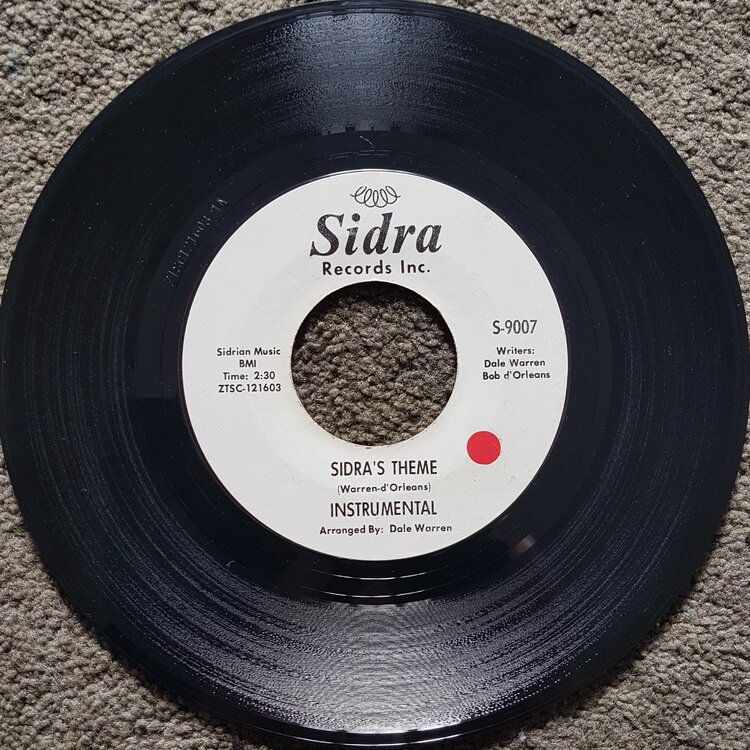 Sidra
Records Inc.
S-9007
Sidrian Music
BMI
Time: 2:30
ZTSC-121603
Writers:
Dale Warren
Bob d'Orleans
SIDRA'S THEME
(Warren-d'Orleans)
INSTRUMENTAL
Arranged By: Dale Warren